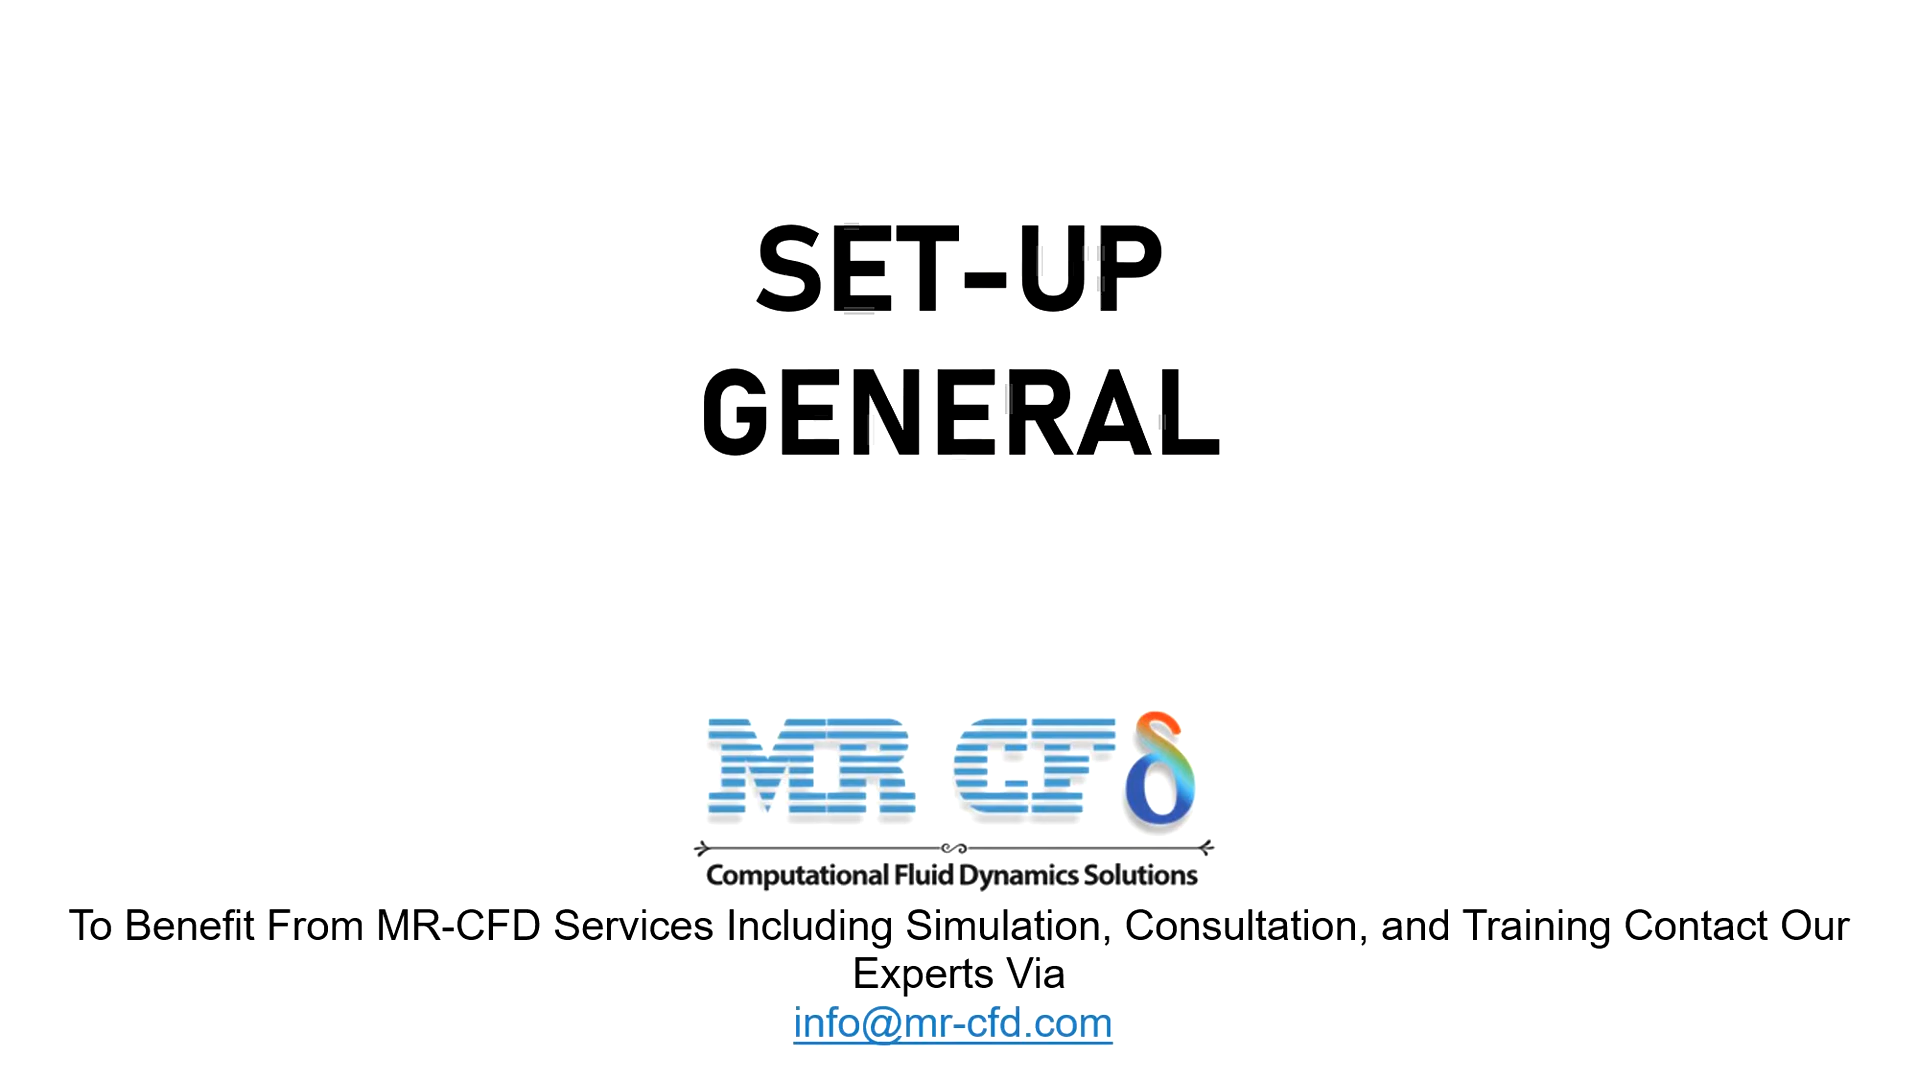 SET-UP
GENERAL
MR CFδ
Computational Fluid Dynamics Solutions
To Benefit From MR-CFD Services Including Simulation, Consultation, and Training Contact Our
Experts Via
info@mr-cfd.com